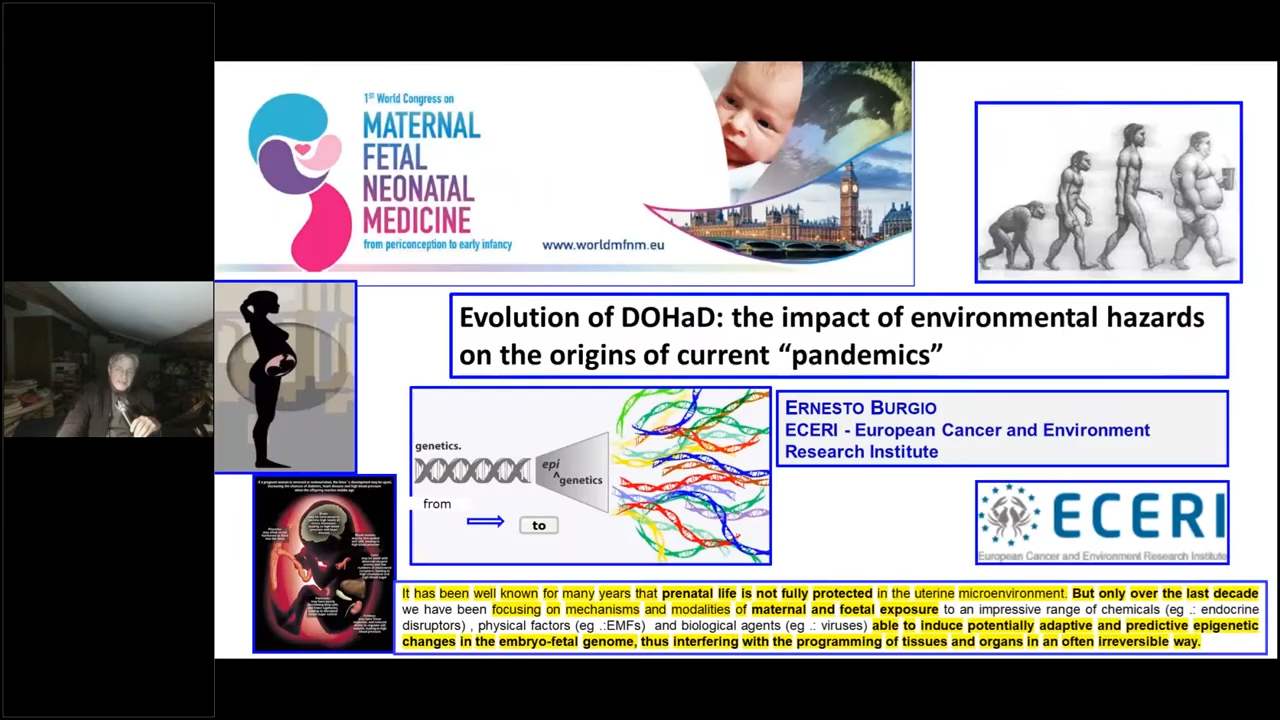 1ST World Congress on
MATERNAL
FETAL
NEONATAL
MEDICINE
from periconception to early infancy
www.worldmfnm.eu
Evolution of DOHaD: the impact of environmental hazards
on the origins of current “pandemics”
genetics.
epi
^genetics
from
to
ERNESTO BURGIO
ECERI - European Cancer and Environment
Research Institute
ECERI
European Cancer and Environment Research Institute
It has been well known for many years that prenatal life is not fully protected in the uterine microenvironment. But only over the last decade
we have been focusing on mechanisms and modalities of maternal and foetal exposure to an impressive range of chemicals (eg .: endocrine
disruptors) , physical factors (eg .:EMFs) and biological agents (eg .: viruses) able to induce potentially adaptive and predictive epigenetic
changes in the embryo-fetal genome, thus interfering with the programming of tissues and organs in an often irreversible way.